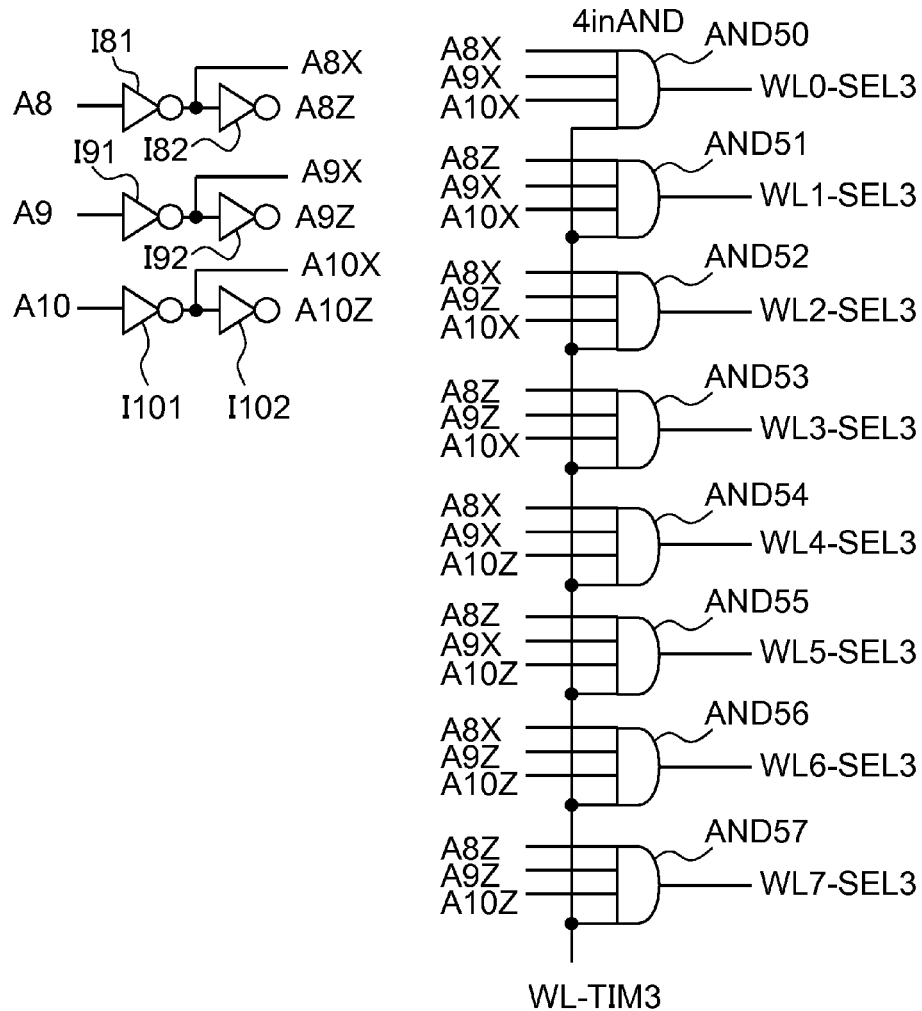 I81
A8X
A8
A8Z
I82
I91
A9X
A9
A9Z
I92
A10X
A10
A10Z
I101
I102
4inAND
A8X
A9X
A10X
AND50
WL0-SEL3
A8Z
A9X
A10X
AND51
WL1-SEL3
A8X
A9Z
A10X
AND52
WL2-SEL3
A8Z
A9Z
A10X
AND53
WL3-SEL3
A8X
A9X
A10Z
AND54
WL4-SEL3
A8Z
A9X
A10Z
AND55
WL5-SEL3
A8X
A9Z
A10Z
AND56
WL6-SEL3
A8Z
A9Z
A10Z
AND57
WL7-SEL3
WL-TIM3